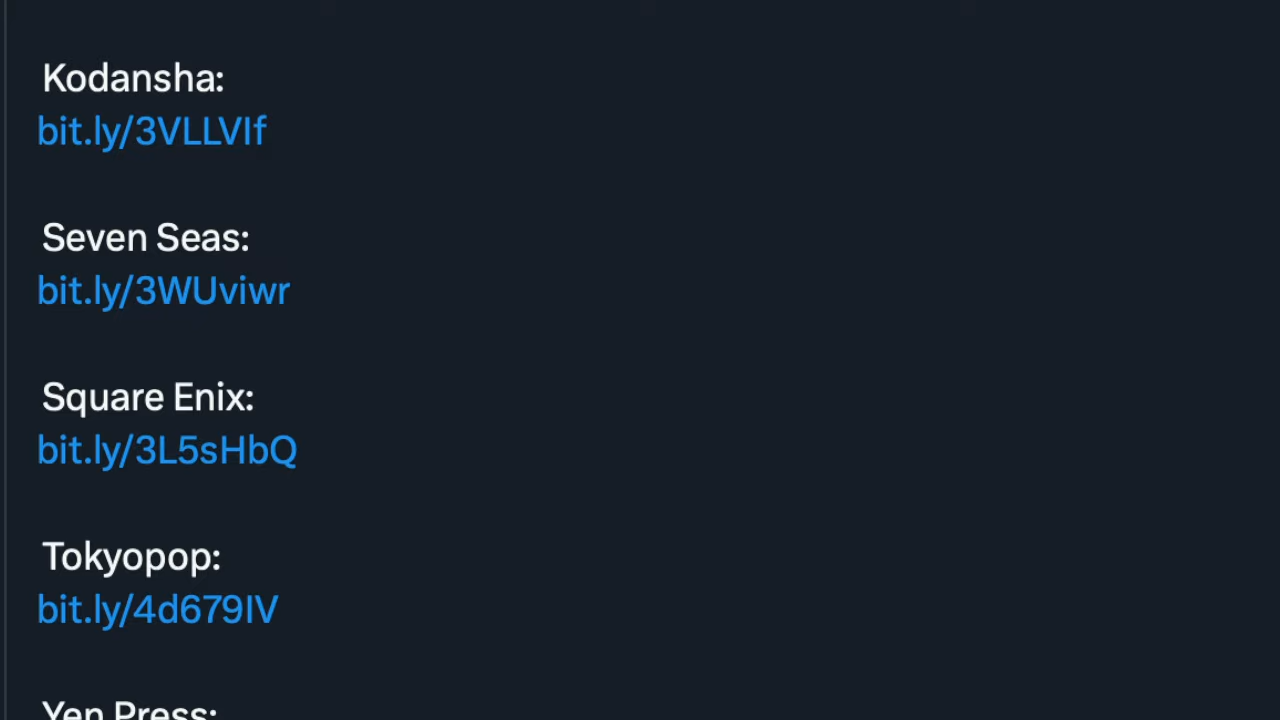 Kodansha:
bit.ly/3VLLVIf
Seven Seas:
bit.ly/3WUviwr
Square Enix:
bit.ly/3L5sHbQ
Tokyopop:
bit.ly/4d679IV
Yen Press: